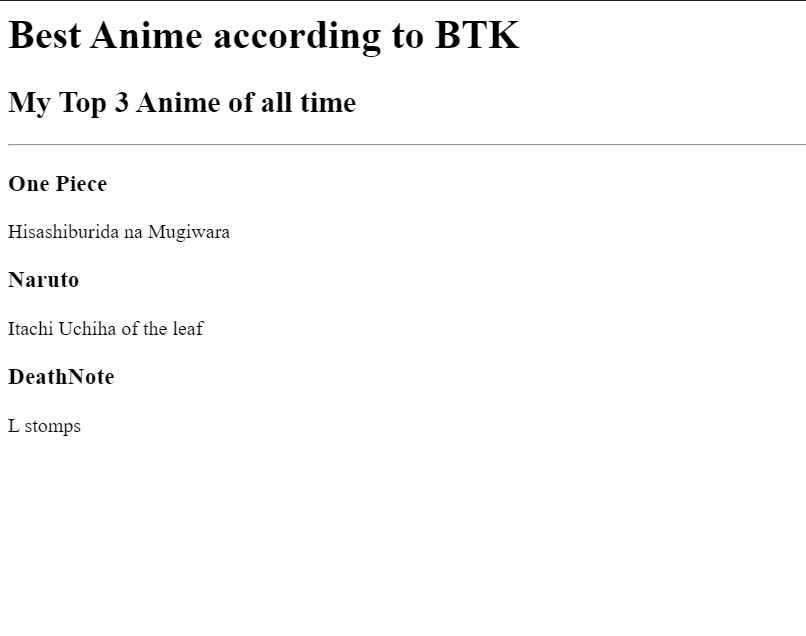 Best Anime according to BTK
My Top 3 Anime of all time
One Piece
Hisashiburida na Mugiwara
Naruto
Itachi Uchiha of the leaf
DeathNote
L stomps